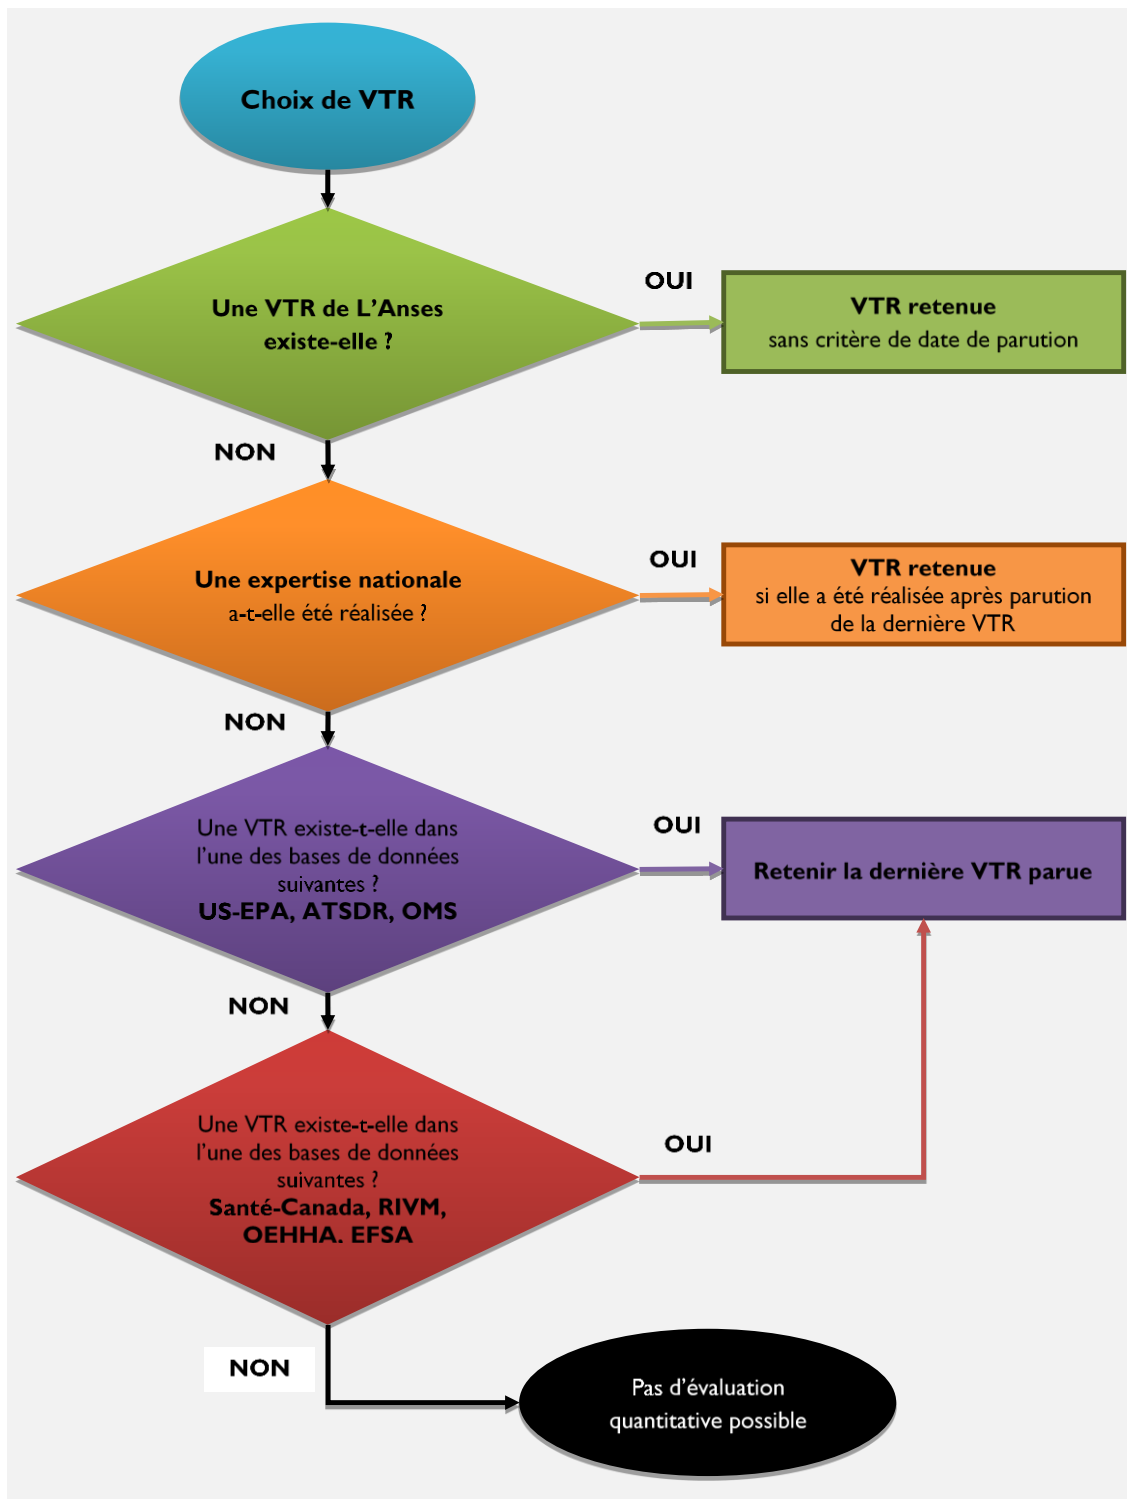 Choix de VTR
Une VTR de L’Anses
existe-elle ?
OUI
VTR retenue
sans critère de date de parution
NON
Une expertise nationale
a-t-elle été réalisée ?
OUI
VTR retenue
si elle a été réalisée après parution
de la dernière VTR
NON
Une VTR existe-t-elle dans
l’une des bases de données
suivantes ?
US-EPA, ATSDR, OMS
OUI
Retenir la dernière VTR parue
NON
Une VTR existe-t-elle dans
l’une des bases de données
suivantes ?
Santé-Canada, RIVM,
OEHHA. EFSA
OUI
NON
Pas d’évaluation
quantitative possible